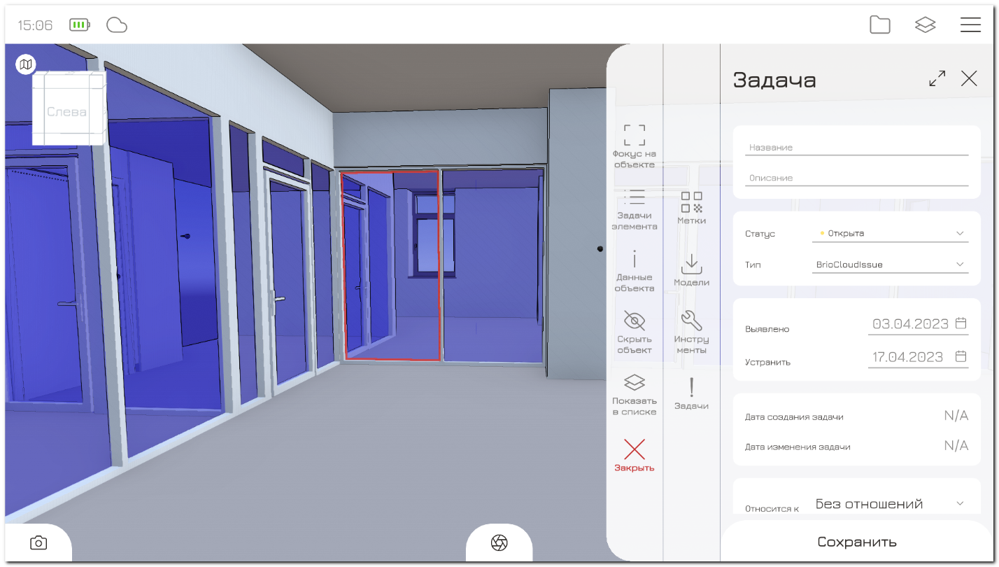 15:06
Слева
Фокус на
объекте
Задачи
элемента
Данные
объекта
Скрыть
объект
Показать
в списке
Закрыть
Метки
Модели
Инстру
менты
Задачи
Задача
Название
Описание
Статус Открыта
Тип BrioCloudIssue
Выявлено 03.04.2023
Устранить 17.04.2023
Дата создания задачи N/A
Дата изменения задачи N/A
Относится к Без отношений
Сохранить